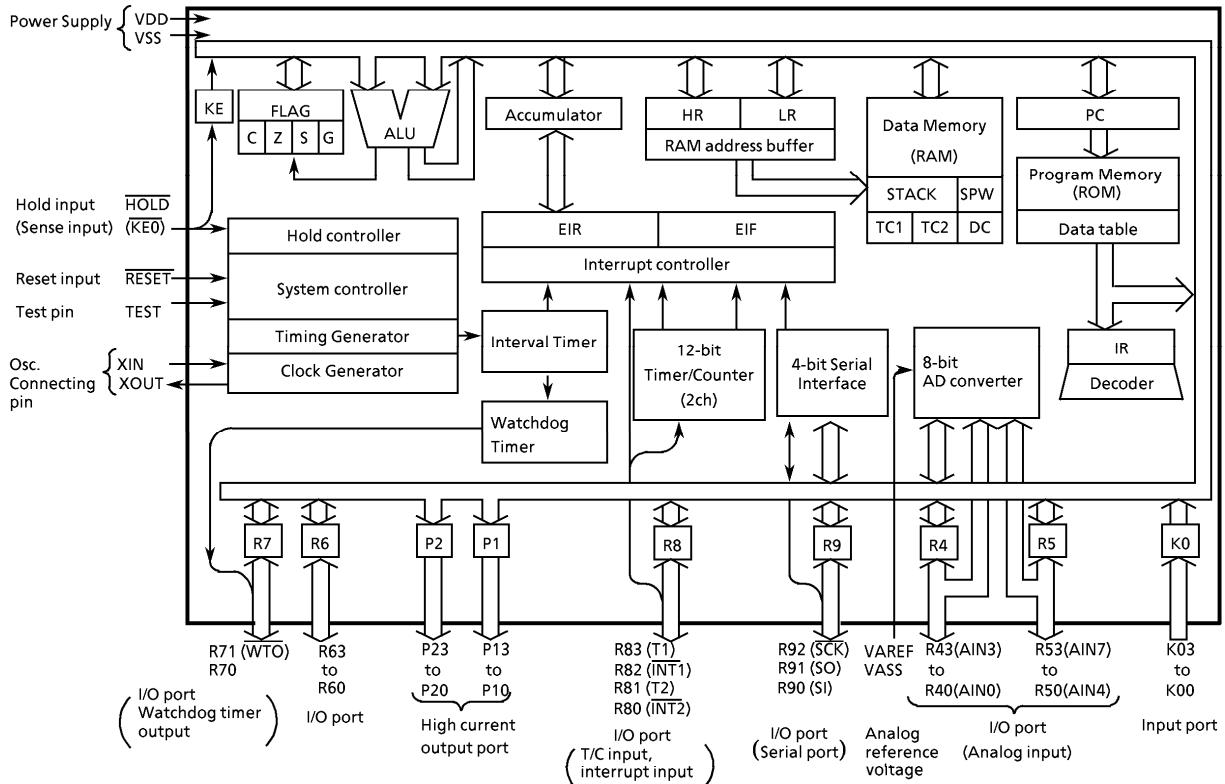 Power Supply
VDD
VSS
KE
FLAG
C Z S G
ALU
Accumulator
HR LR
RAM address buffer
Data Memory
(RAM)
STACK SPW
TC1 TC2 DC
PC
Program Memory
(ROM)
Data table
Hold input
(Sense input)
HOLD
(KE0)
Reset input
RESET
Test pin
TEST
Osc.
Connecting
pin
XIN
XOUT
Hold controller
System controller
Timing Generator
Clock Generator
EIR EIF
Interrupt controller
Interval Timer
Watchdog
Timer
12-bit
Timer/Counter
(2ch)
4-bit Serial
Interface
8-bit
AD converter
IR
Decoder
R7
R6
P2
P1
R8
R9
R4
R5
K0
R71 (WTO)
R70
I/O port
Watchdog timer
output
R63
to
R60
I/O port
P23
to
P20
P13
to
P10
High current
output port
R83 (T1)
R82 (INT1)
R81 (T2)
R80 (INT2)
I/O port
T/C input,
interrupt input
R92 (SCK)
R91 (SO)
R90 (SI)
I/O port
(Serial port)
VAREF
VASS
Analog
reference
voltage
R43(AIN3)
to
R40(AIN0)
R53(AIN7)
to
R50(AIN4)
I/O port
(Analog input)
K03
to
K00
Input port